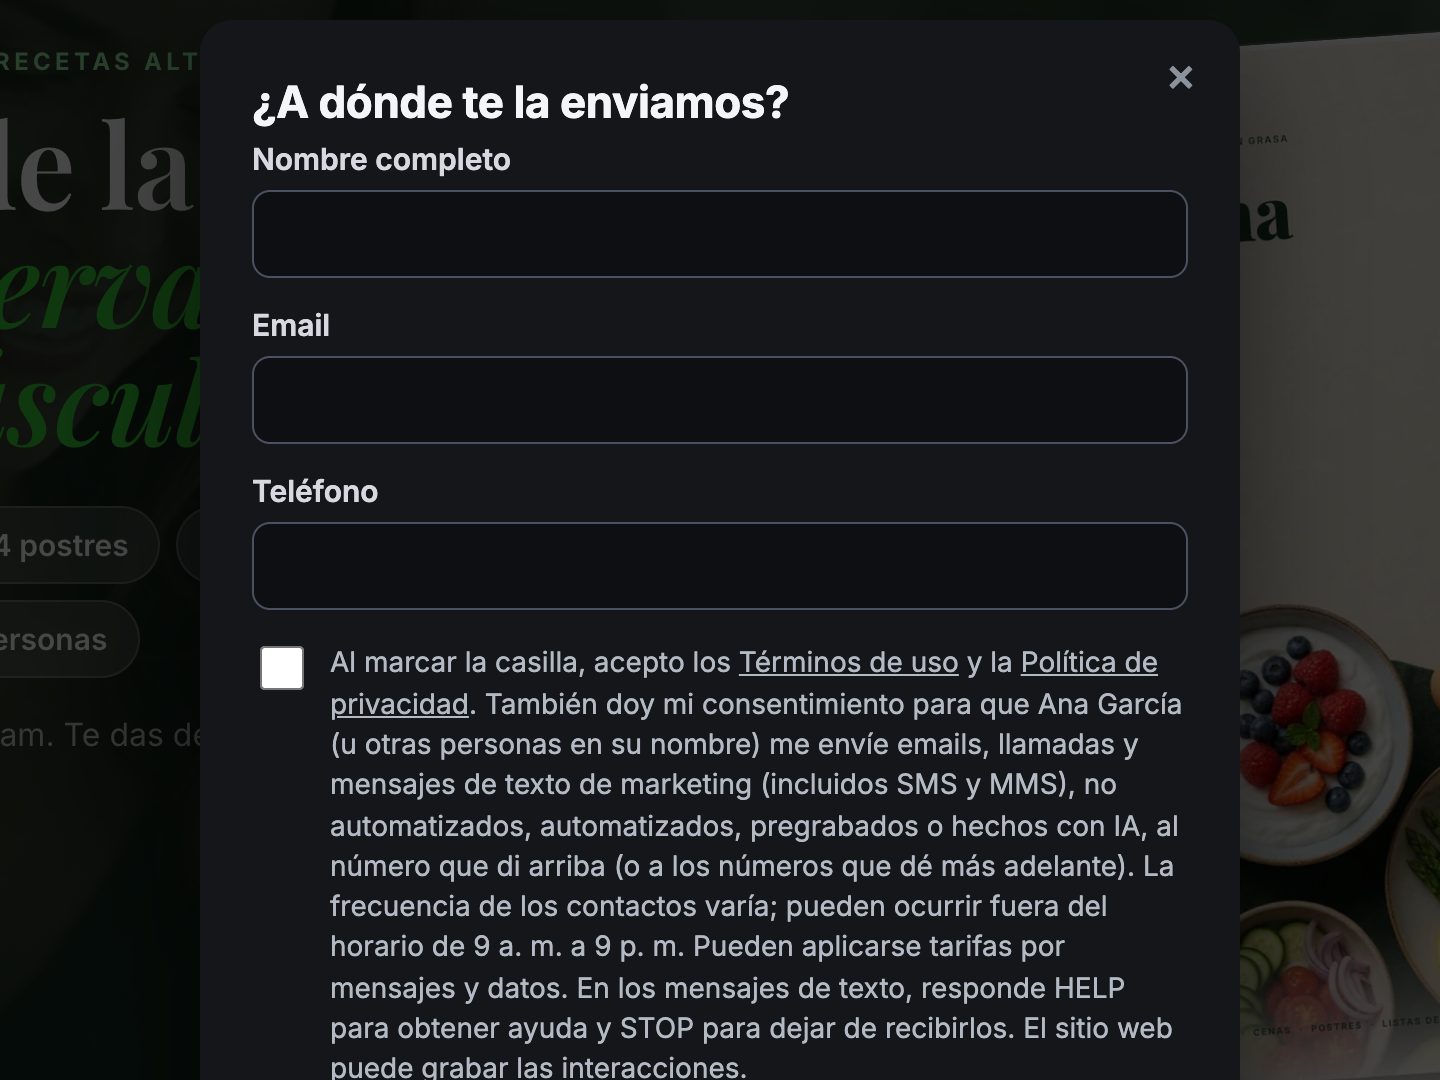 RECETAS ALT
de la
erva
úscul
4 postres
ersonas
am. Te das de
¿A dónde te la enviamos?
×
Nombre completo
Email
Teléfono
Al marcar la casilla, acepto los Términos de uso y la Política de
privacidad. También doy mi consentimiento para que Ana García
(u otras personas en su nombre) me envíe emails, llamadas y
mensajes de texto de marketing (incluidos SMS y MMS), no
automatizados, automatizados, pregrabados o hechos con IA, al
número que di arriba (o a los números que dé más adelante). La
frecuencia de los contactos varía; pueden ocurrir fuera del
horario de 9 a. m. a 9 p. m. Pueden aplicarse tarifas por
mensajes y datos. En los mensajes de texto, responde HELP
para obtener ayuda y STOP para dejar de recibirlos. El sitio web
puede grabar las interacciones.
N GRASA
na
CENAS · POSTRES · LISTAS DE